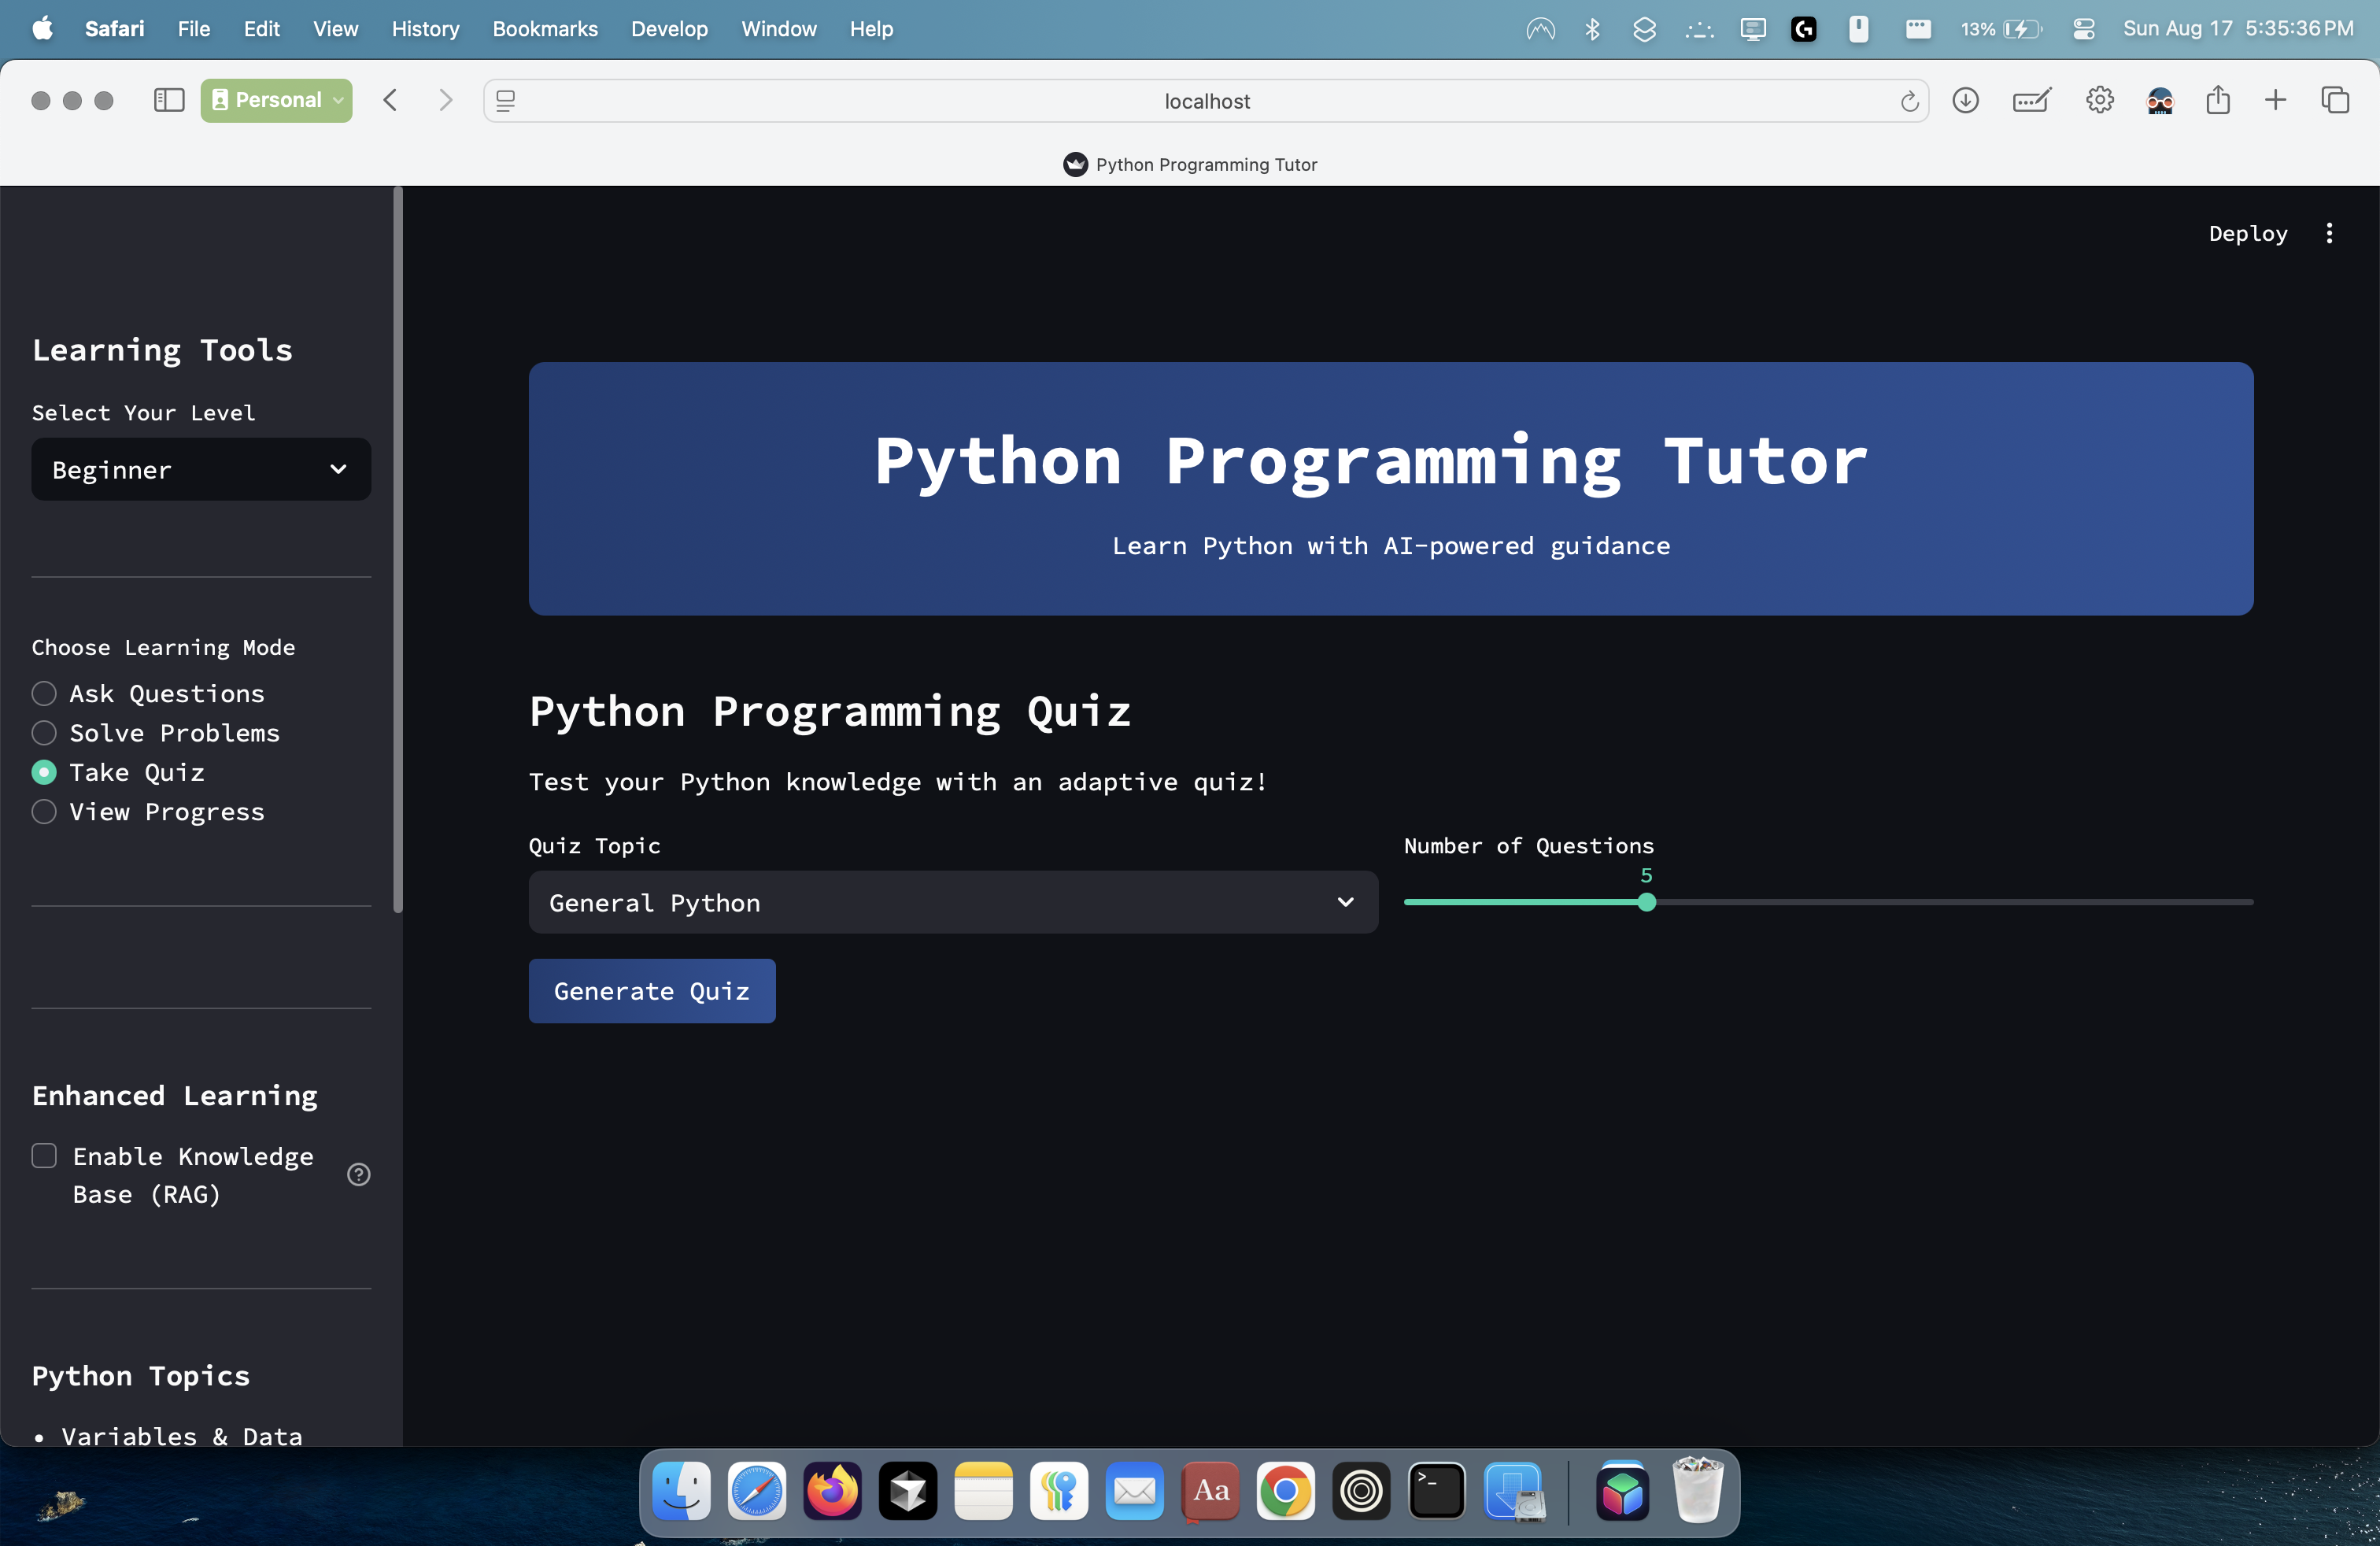 Safari File Edit View History Bookmarks Develop Window Help 13% Sun Aug 17 5:35:36 PM
Personal localhost
Python Programming Tutor
Deploy
Learning Tools
Select Your Level
Beginner
Choose Learning Mode
Ask Questions
Solve Problems
Take Quiz
View Progress
Enhanced Learning
Enable Knowledge
Base (RAG)
Python Topics
• Variables & Data
Python Programming Tutor
Learn Python with AI-powered guidance
Python Programming Quiz
Test your Python knowledge with an adaptive quiz!
Quiz Topic
General Python
Number of Questions
5
Generate Quiz
Aa